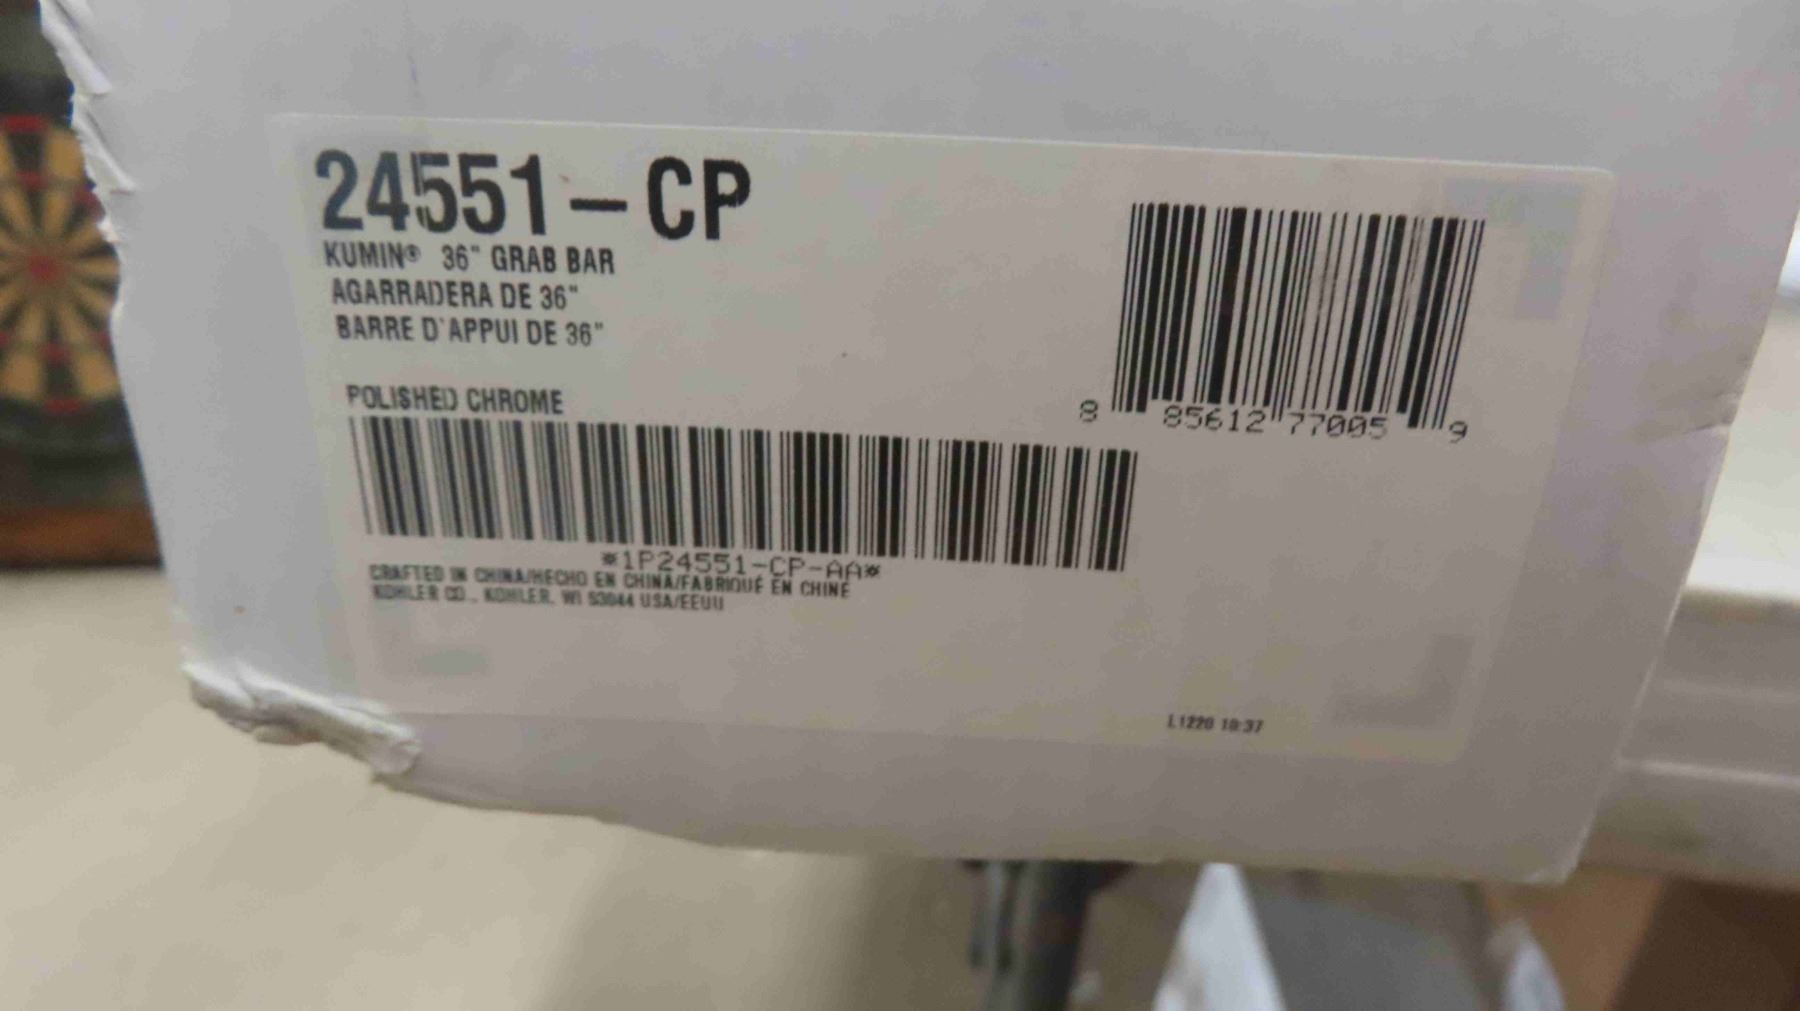 24551-CP
KUMIN® 36" GRAB BAR
AGARRADERA DE 36"
BARRE D'APPUI DE 36"
POLISHED CHROME
8 85612 77005 9
*1P24551-CP-AA*
CRAFTED IN CHINA/HECHO EN CHINA/FABRIQUÉ EN CHINE
KOHLER CO., KOHLER, WI 53044 USA/EEUU
L1220 18:37